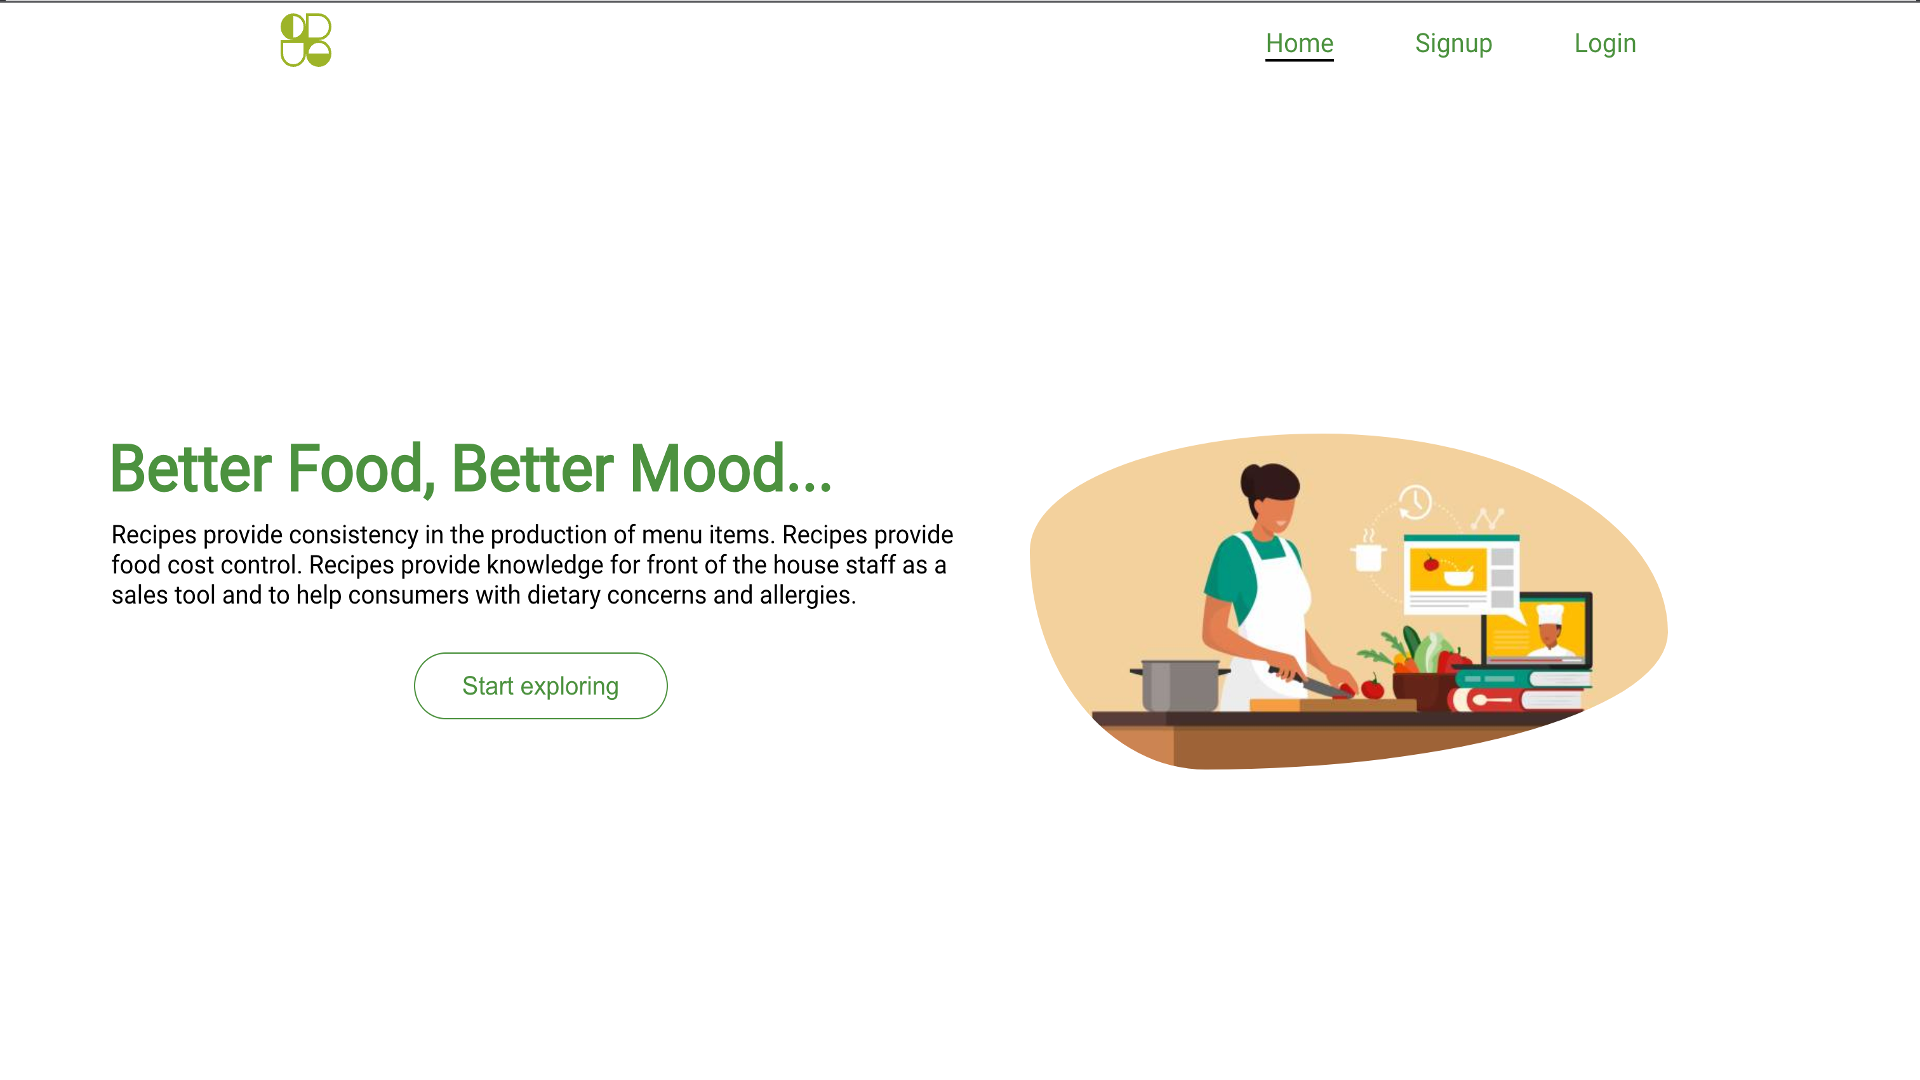 Home Signup Login
Better Food, Better Mood...
Recipes provide consistency in the production of menu items. Recipes provide
food cost control. Recipes provide knowledge for front of the house staff as a
sales tool and to help consumers with dietary concerns and allergies.
Start exploring